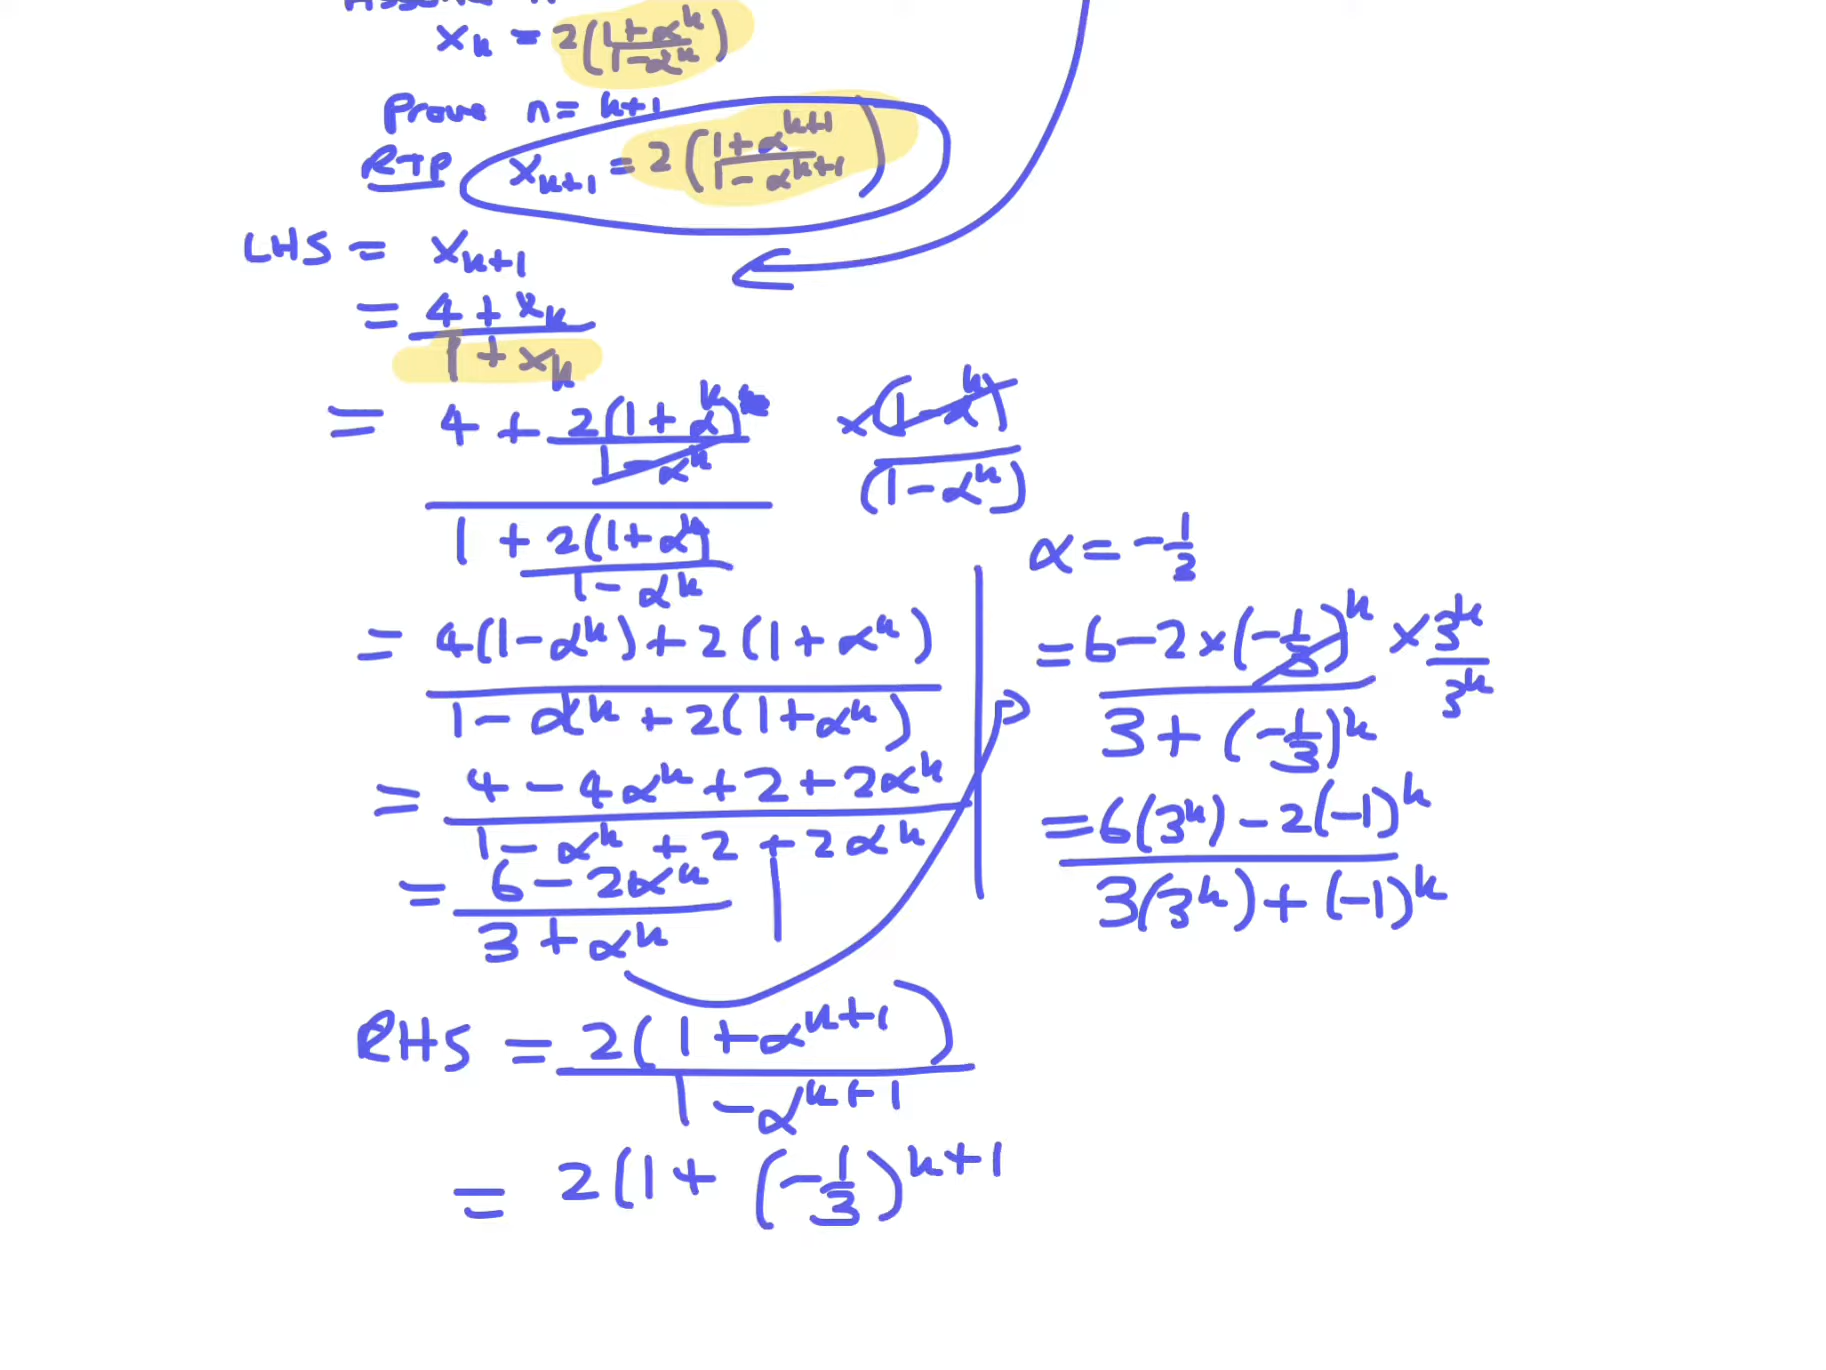 x_k = 2((1+α^k)/(1-α^k))
Prove n = k+1
RTP x_{k+1} = 2((1+α^{k+1})/(1-α^{k+1}))
LHS = x_{k+1}
= (4 + x_k)/(1 + x_k)
= (4 + 2(1+α^k)/(1-α^k))/(1 + 2(1+α^k)/(1-α^k)) × (1-α^k)/(1-α^k)
= (4(1-α^k) + 2(1+α^k))/(1-α^k + 2(1+α^k))
= (4 - 4α^k + 2 + 2α^k)/(1 - α^k + 2 + 2α^k)
= (6 - 2α^k)/(3 + α^k)
α = -1/3
= (6 - 2×(-1/3)^k)/(3 + (-1/3)^k) × 3^k/3^k
= (6(3^k) - 2(-1)^k)/(3(3^k) + (-1)^k)
RHS = 2(1+α^{k+1})/(1-α^{k+1})
= 2(1 + (-1/3)^{k+1}